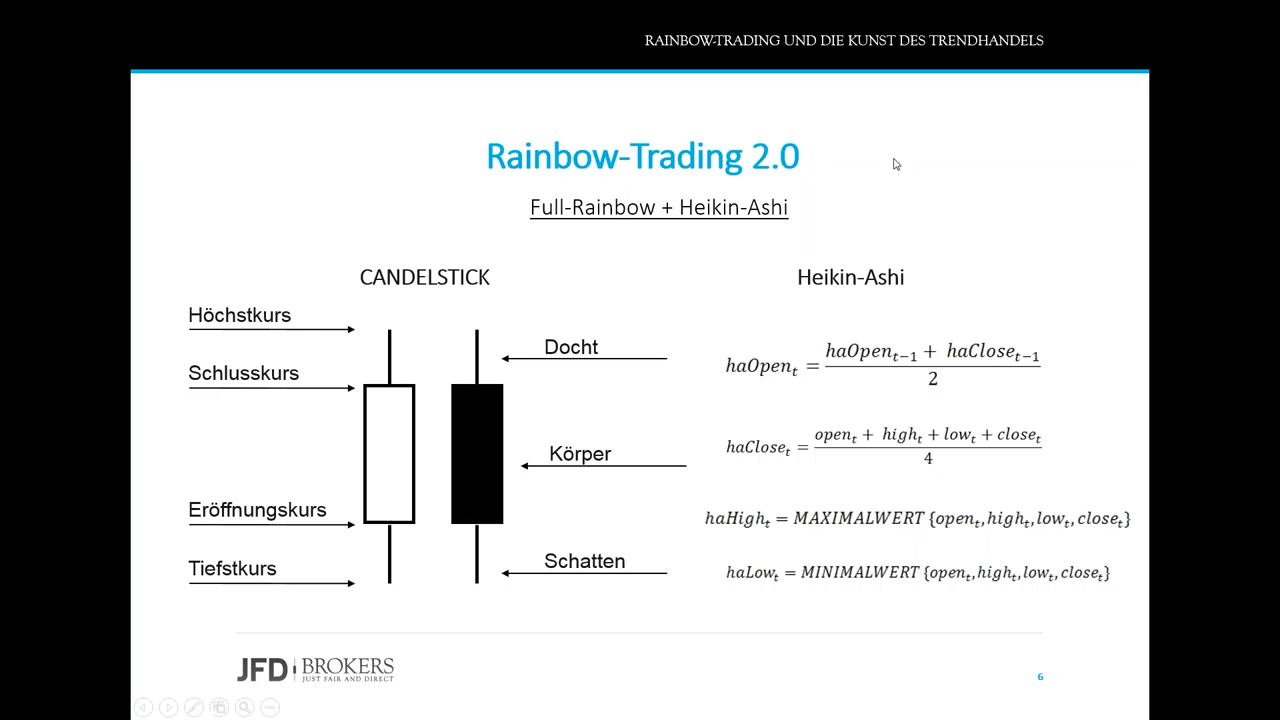 RAINBOW-TRADING UND DIE KUNST DES TRENDHANDELS
Rainbow-Trading 2.0
Full-Rainbow + Heikin-Ashi
CANDELSTICK
Höchstkurs
Schlusskurs
Eröffnungskurs
Tiefstkurs
Docht
Körper
Schatten
Heikin-Ashi
haOpen_t = (haOpen_{t-1} + haClose_{t-1}) / 2
haClose_t = (open_t + high_t + low_t + close_t) / 4
haHigh_t = MAXIMALWERT {open_t, high_t, low_t, close_t}
haLow_t = MINIMALWERT {open_t, high_t, low_t, close_t}
JFD BROKERS
JUST FAIR AND DIRECT
6